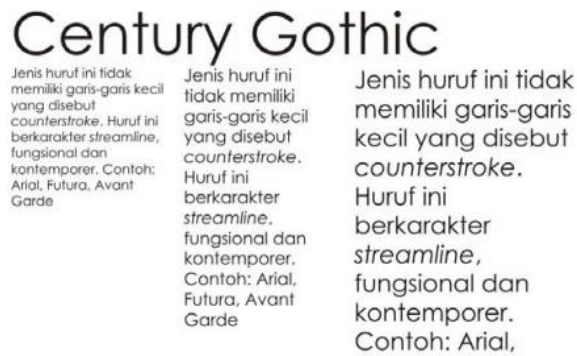 Century Gothic
Jenis huruf ini tidak
memiliki garis-garis kecil
yang disebut
counterstroke. Huruf ini
berkarakter streamline,
fungsional dan
kontemporer. Contoh:
Arial, Futura, Avant
Garde
Jenis huruf ini
tidak memiliki
garis-garis kecil
yang disebut
counterstroke.
Huruf ini
berkarakter
streamline,
fungsional dan
kontemporer.
Contoh: Arial,
Futura, Avant
Garde
Jenis huruf ini tidak
memiliki garis-garis
kecil yang disebut
counterstroke.
Huruf ini
berkarakter
streamline,
fungsional dan
kontemporer.
Contoh: Arial,